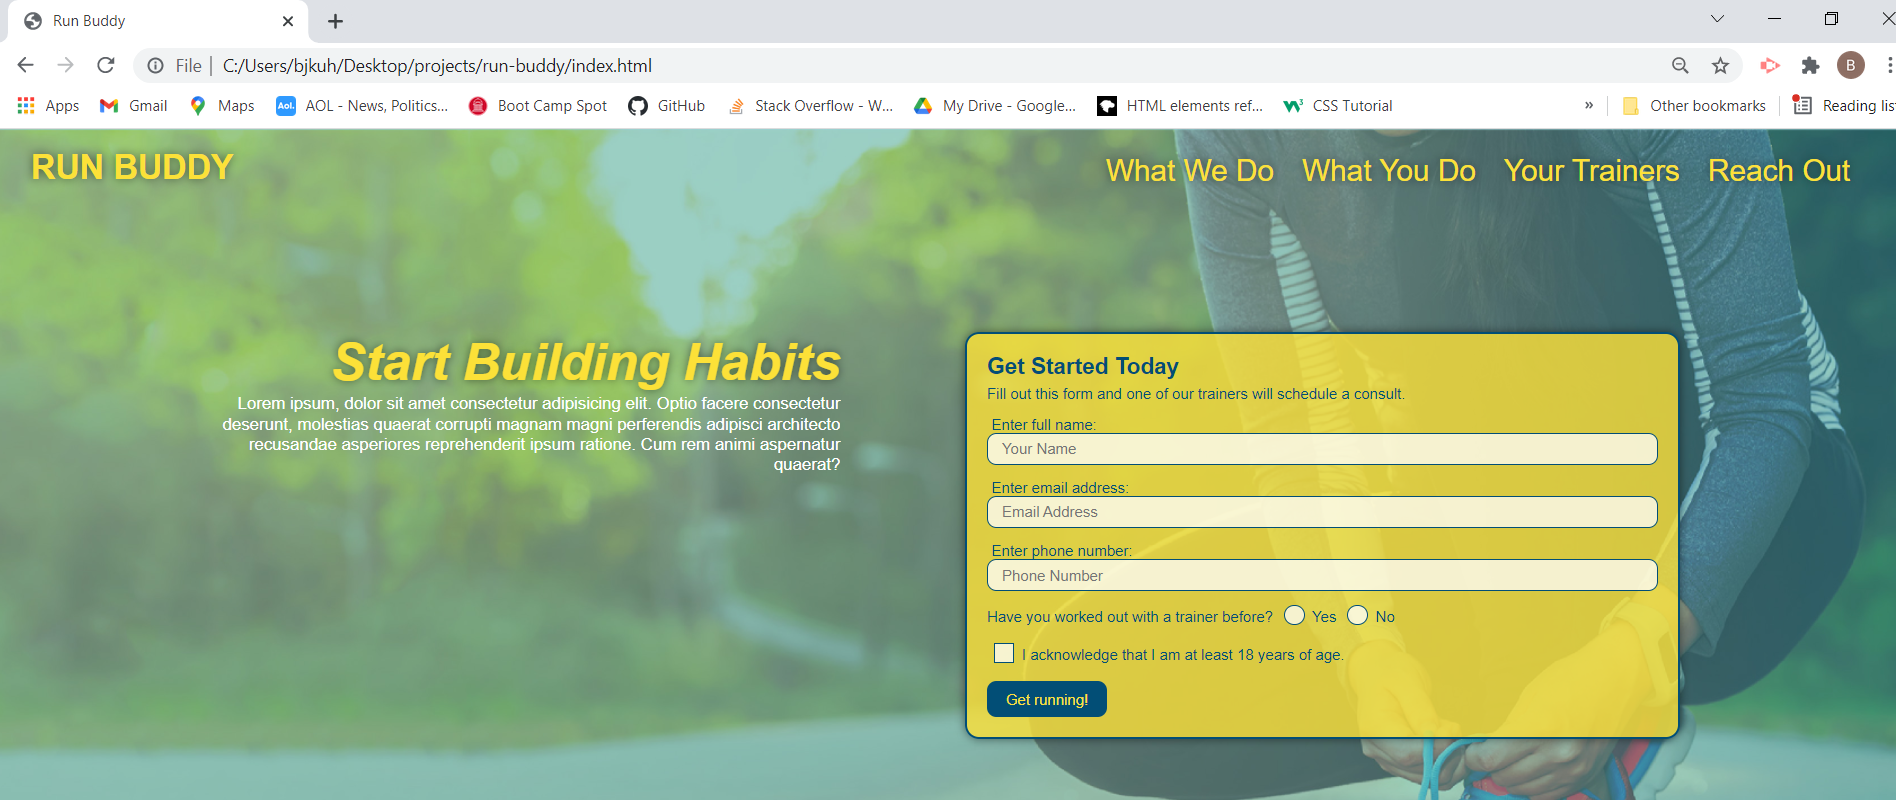 Run Buddy
File | C:/Users/bjkuh/Desktop/projects/run-buddy/index.html
B
Apps Gmail Maps Aol. AOL - News, Politics... Boot Camp Spot GitHub Stack Overflow - W... My Drive - Google... HTML elements ref... CSS Tutorial » Other bookmarks Reading lis
RUN BUDDY
What We Do What You Do Your Trainers Reach Out
Start Building Habits
Lorem ipsum, dolor sit amet consectetur adipisicing elit. Optio facere consectetur
deserunt, molestias quaerat corrupti magnam magni perferendis adipisci architecto
recusandae asperiores reprehenderit ipsum ratione. Cum rem animi aspernatur
quaerat?
Get Started Today
Fill out this form and one of our trainers will schedule a consult.
Enter full name:
Your Name
Enter email address:
Email Address
Enter phone number:
Phone Number
Have you worked out with a trainer before? Yes No
I acknowledge that I am at least 18 years of age.
Get running!